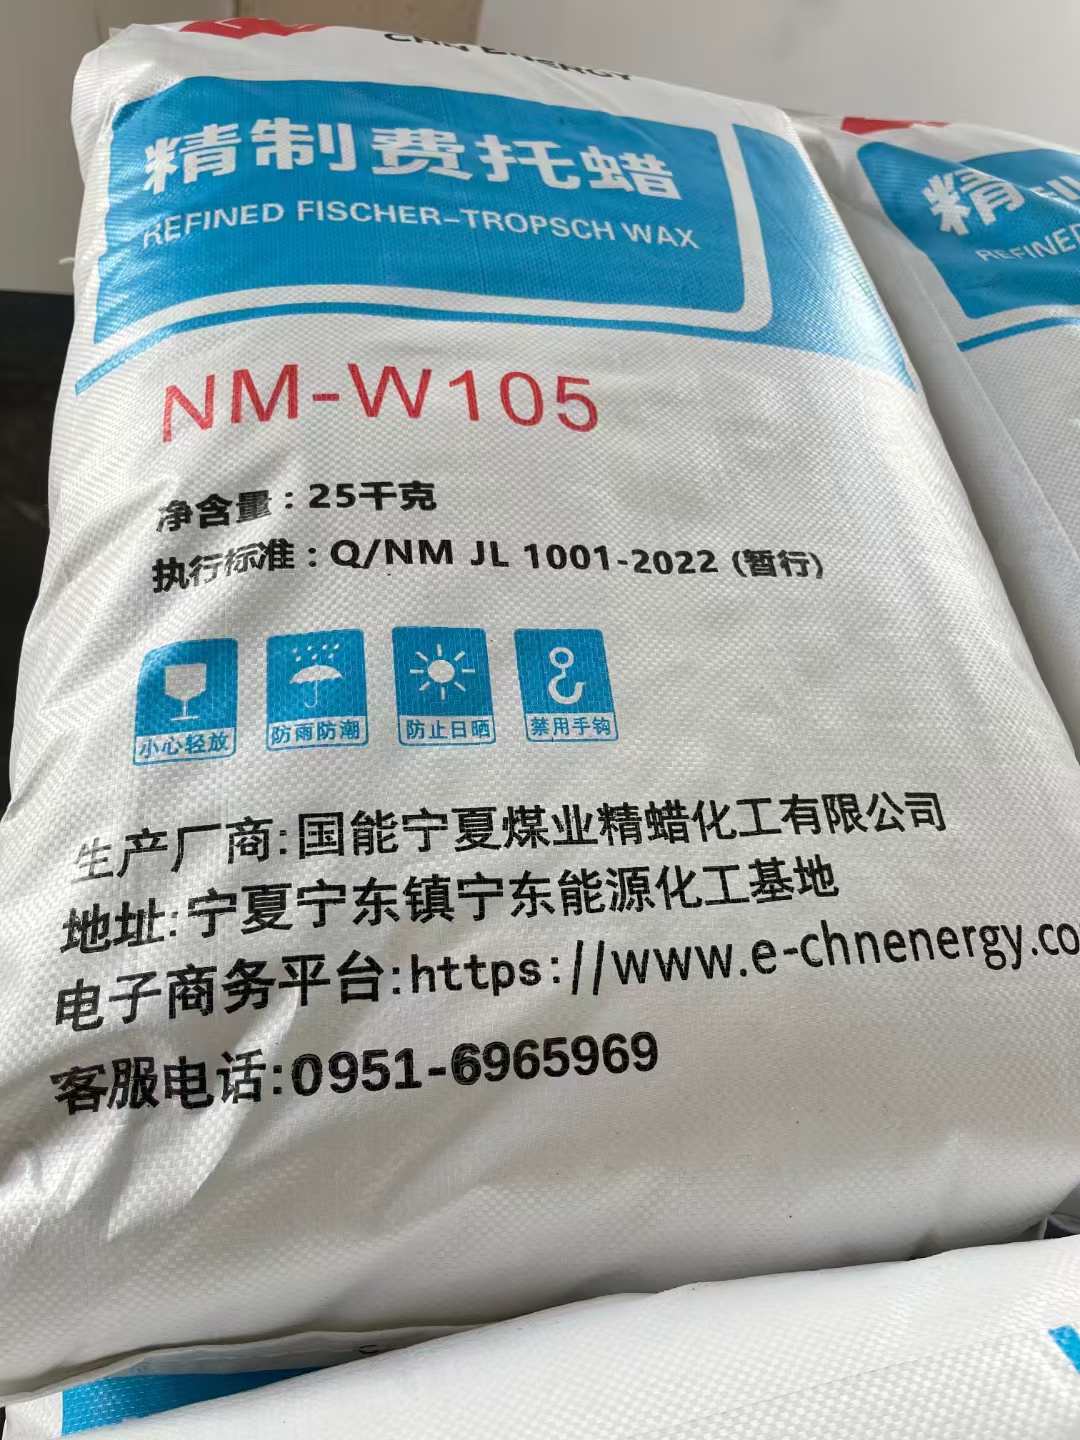 CHN ENERGY
精制费托蜡
REFINED FISCHER-TROPSCH WAX
NM-W105
净含量：25千克
执行标准：Q/NM JL 1001-2022 (暂行)
小心轻放
防雨防潮
防止日晒
禁用手钩
生产厂商:国能宁夏煤业精蜡化工有限公司
地址:宁夏宁东镇宁东能源化工基地
电子商务平台:https://www.e-chnenergy.co
客服电话:0951-6965969
精
REFINED